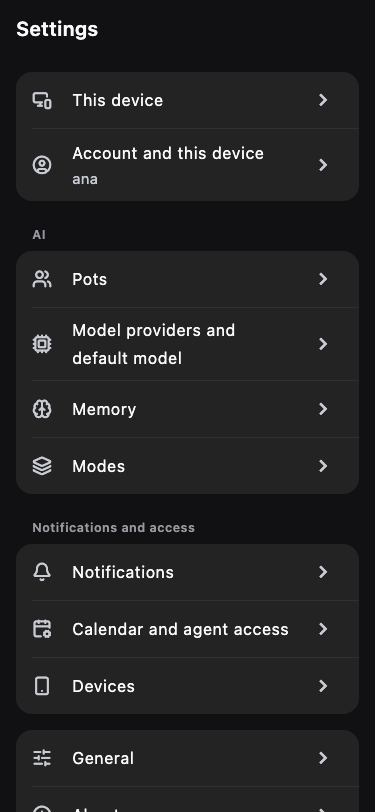 Settings
This device
Account and this device
ana
AI
Pots
Model providers and
default model
Memory
Modes
Notifications and access
Notifications
Calendar and agent access
Devices
General